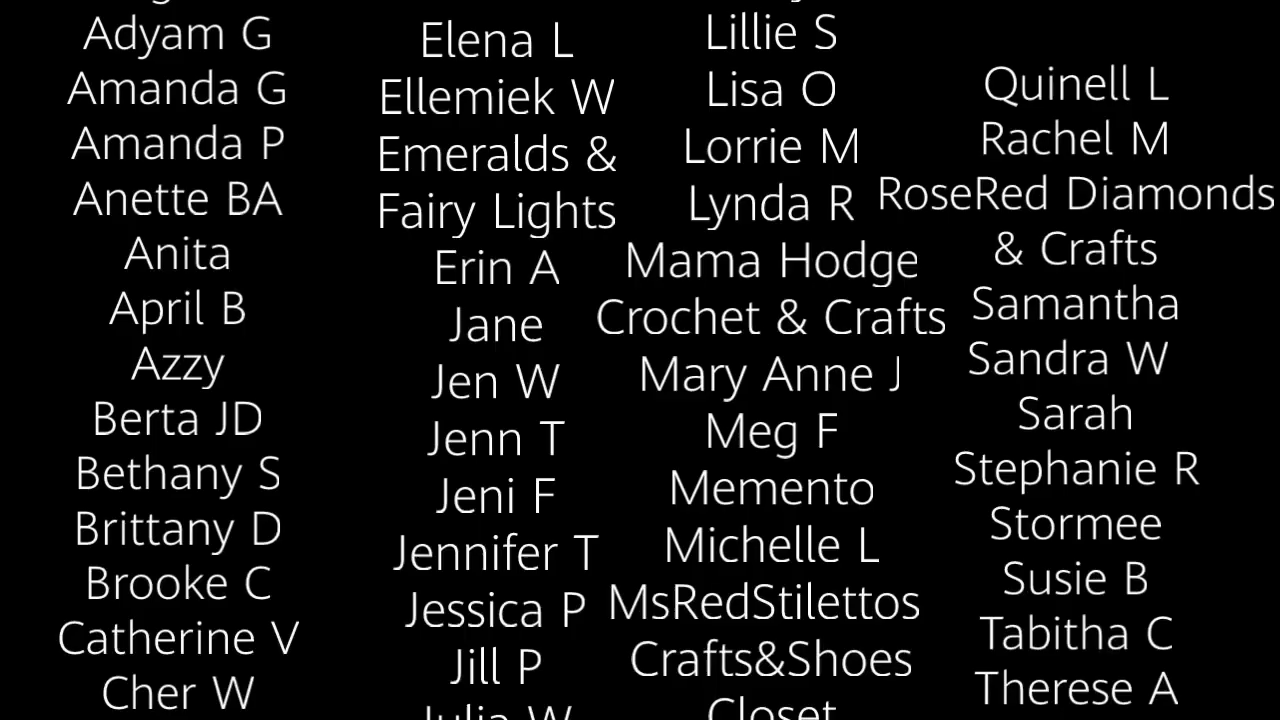 Adyam G
Amanda G
Amanda P
Anette BA
Anita
April B
Azzy
Berta JD
Bethany S
Brittany D
Brooke C
Catherine V
Cher W
Elena L
Ellemiek W
Emeralds &
Fairy Lights
Erin A
Jane
Jen W
Jenn T
Jeni F
Jennifer T
Jessica P
Jill P
Julia W
Lillie S
Lisa O
Lorrie M
Lynda R
Mama Hodge
Crochet & Crafts
Mary Anne J
Meg F
Memento
Michelle L
MsRedStilettos
Crafts&Shoes
Closet
Quinell L
Rachel M
RoseRed Diamonds
& Crafts
Samantha
Sandra W
Sarah
Stephanie R
Stormee
Susie B
Tabitha C
Therese A